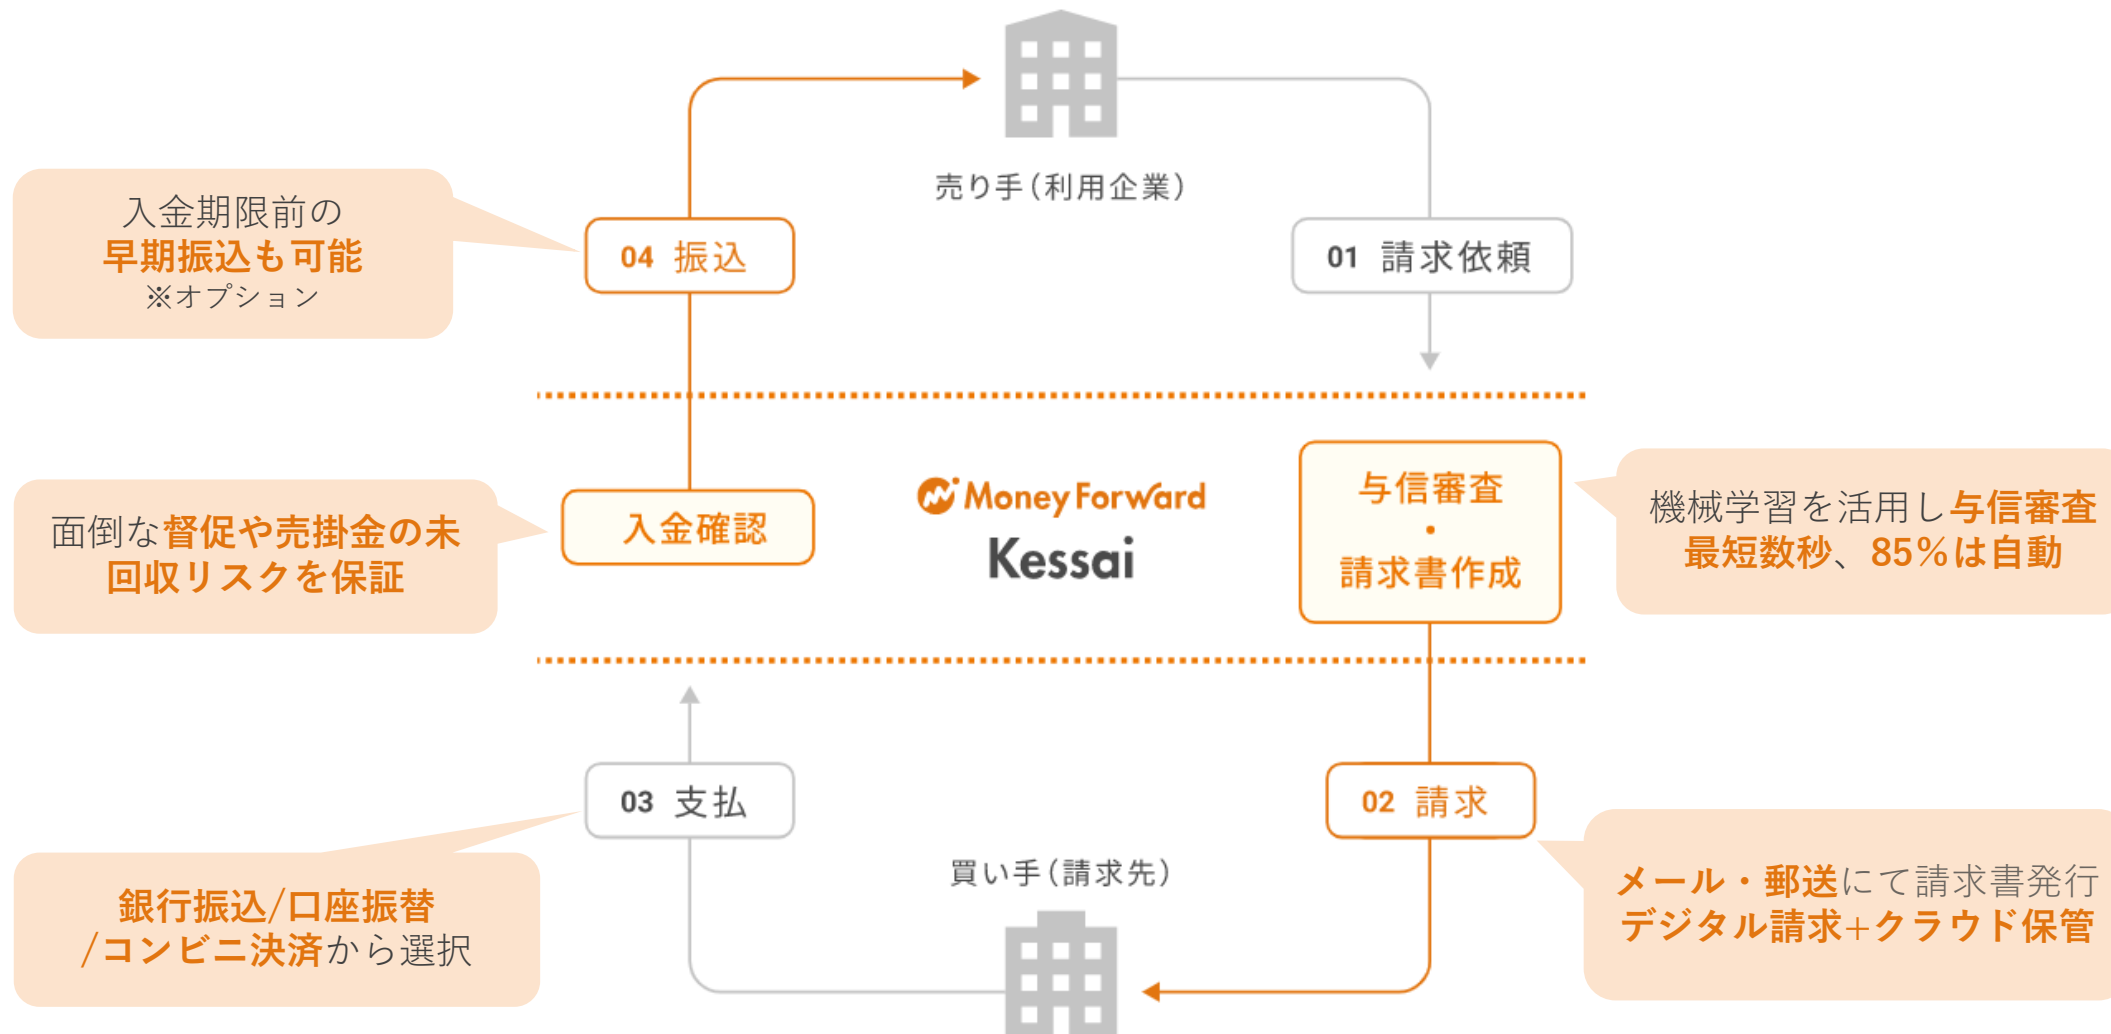 売り手(利用企業)
入金期限前の
早期振込も可能
※オプション
04 振込
01 請求依頼
面倒な督促や売掛金の未
回収リスクを保証
入金確認
Money Forward
Kessai
与信審査
・
請求書作成
機械学習を活用し与信審査
最短数秒、85%は自動
03 支払
02 請求
買い手(請求先)
銀行振込/口座振替
/コンビニ決済から選択
メール・郵送にて請求書発行
デジタル請求+クラウド保管